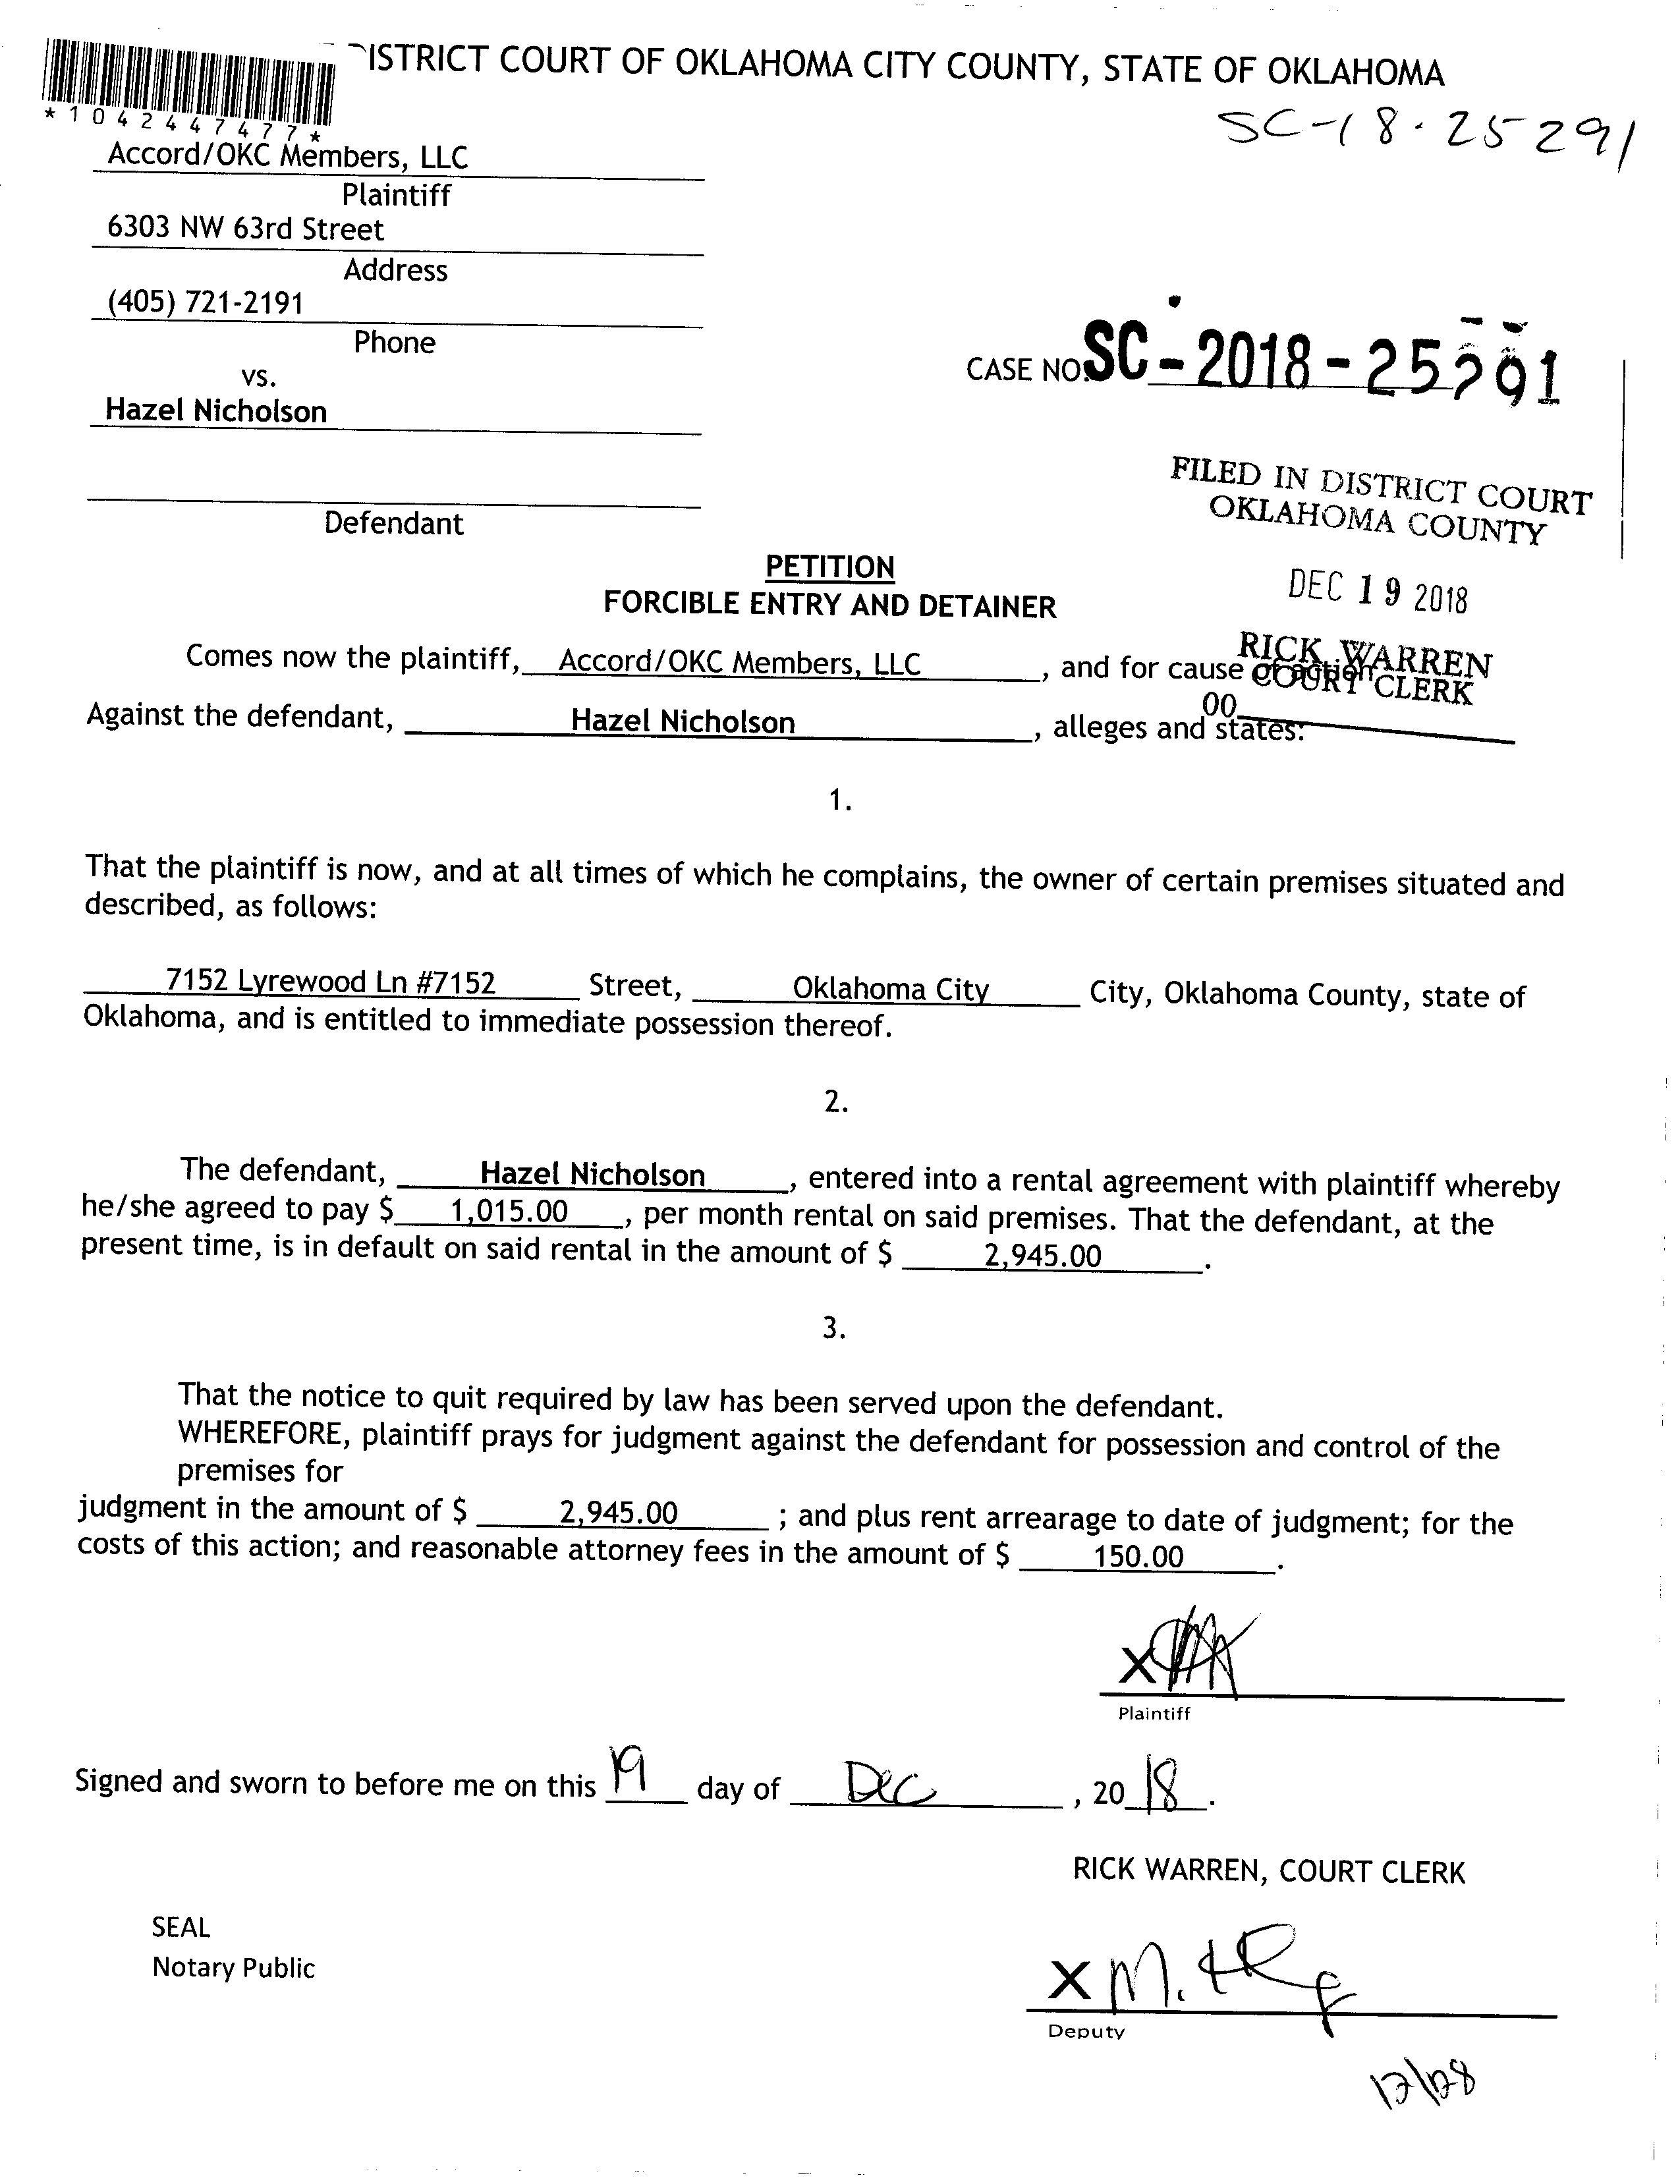 ISTRICT COURT OF OKLAHOMA CITY COUNTY, STATE OF OKLAHOMA
*1042447477*
SC-18-25291
Accord/OKC Members, LLC
Plaintiff
6303 NW 63rd Street
Address
(405) 721-2191
Phone
vs.
CASE NO. SC-2018-25291
Hazel Nicholson
Defendant
FILED IN DISTRICT COURT
OKLAHOMA COUNTY
DEC 19 2018
RICK WARREN
COURT CLERK
00
PETITION
FORCIBLE ENTRY AND DETAINER
Comes now the plaintiff, Accord/OKC Members, LLC, and for cause of action
Against the defendant, Hazel Nicholson, alleges and states:
1.
That the plaintiff is now, and at all times of which he complains, the owner of certain premises situated and
described, as follows:
7152 Lyrewood Ln #7152 Street, Oklahoma City City, Oklahoma County, state of
Oklahoma, and is entitled to immediate possession thereof.
2.
The defendant, Hazel Nicholson, entered into a rental agreement with plaintiff whereby
he/she agreed to pay $ 1,015.00, per month rental on said premises. That the defendant, at the
present time, is in default on said rental in the amount of $ 2,945.00.
3.
That the notice to quit required by law has been served upon the defendant.
WHEREFORE, plaintiff prays for judgment against the defendant for possession and control of the
premises for
judgment in the amount of $ 2,945.00; and plus rent arrearage to date of judgment; for the
costs of this action; and reasonable attorney fees in the amount of $ 150.00.
X
Plaintiff
Signed and sworn to before me on this 19 day of Dec, 2018.
RICK WARREN, COURT CLERK
SEAL
Notary Public
X M.
Deputy
12/28